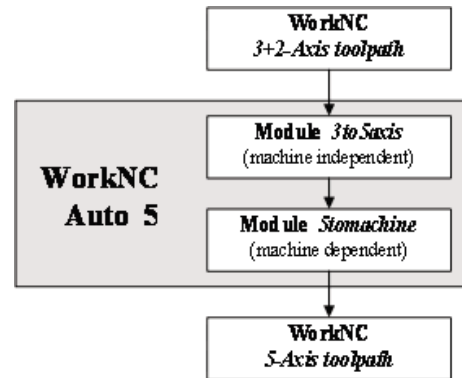 WorkNC
3+2-Axis toolpath
Module 3to5axis
(machine independent)
WorkNC
Auto 5
Module 5tomachine
(machine dependent)
WorkNC
5-Axis toolpath